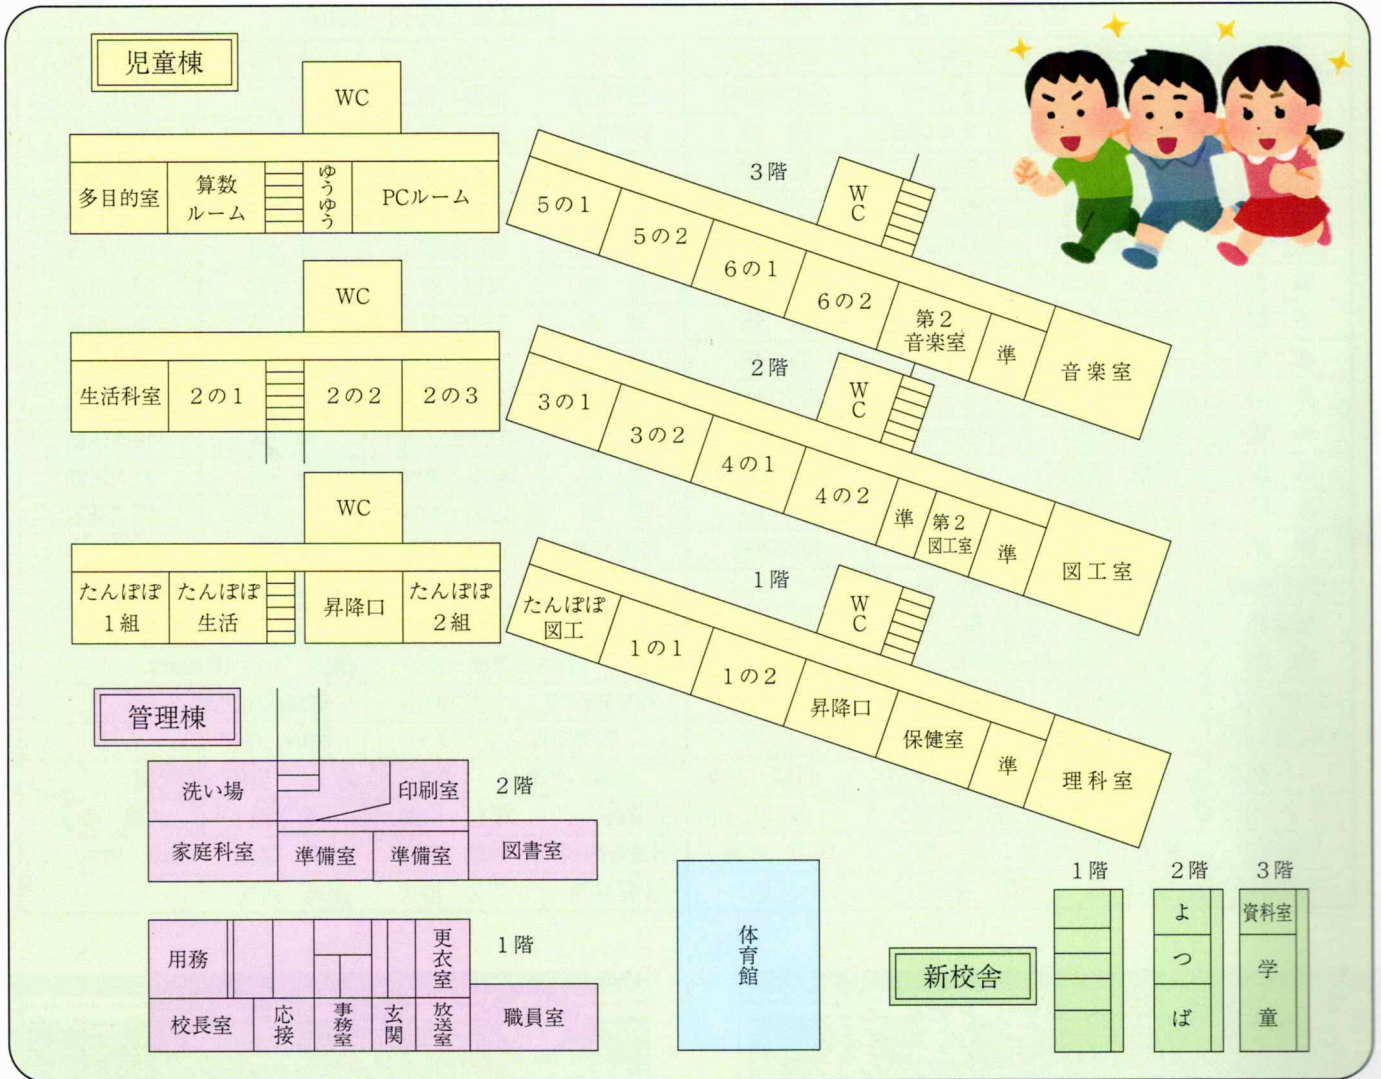 児童棟
WC
多目的室
算数
ルーム
ゆうゆう
PCルーム
3階
WC
5の1
5の2
6の1
6の2
第2
音楽室
準
音楽室
WC
生活科室
2の1
2の2
2の3
2階
WC
3の1
3の2
4の1
4の2
準
第2
図工室
準
図工室
WC
たんぽぽ
1組
たんぽぽ
生活
昇降口
たんぽぽ
2組
1階
WC
たんぽぽ
図工
1の1
1の2
昇降口
保健室
準
理科室
管理棟
2階
洗い場
印刷室
家庭科室
準備室
準備室
図書室
1階
用務
更衣室
校長室
応接
事務室
玄関
放送室
職員室
体育館
新校舎
1階
2階
3階
よつば
資料室
学童